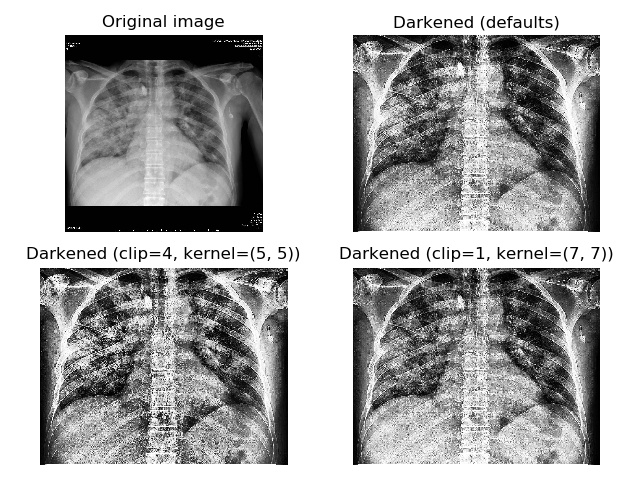 Original image
Darkened (defaults)
Darkened (clip=4, kernel=(5, 5))
Darkened (clip=1, kernel=(7, 7))